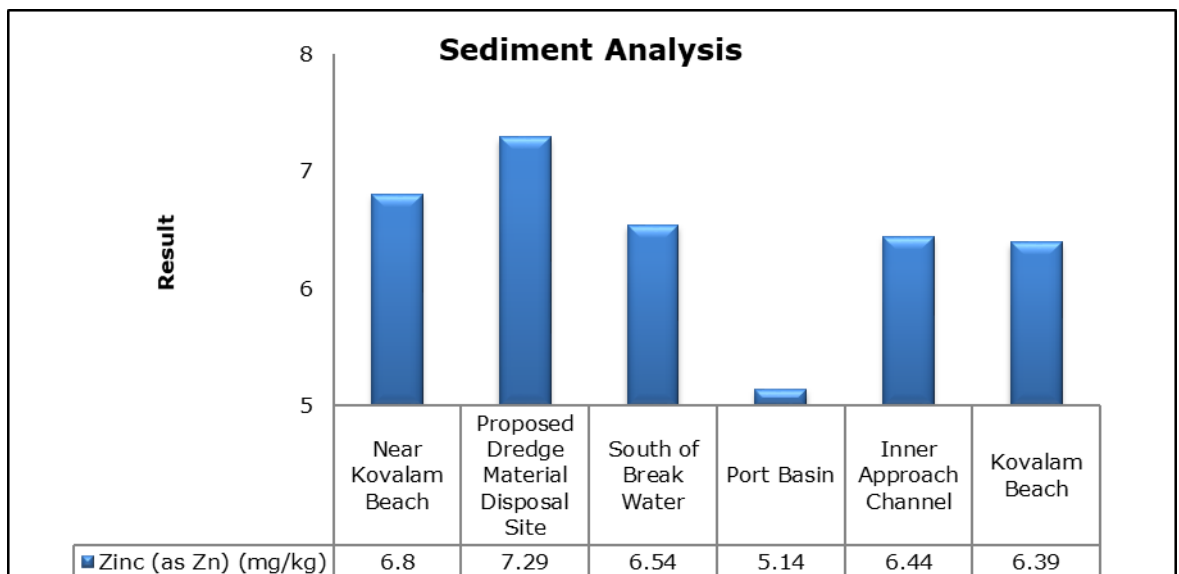 Sediment Analysis
8
7
6
5
Result
Near Kovalam Beach
Proposed Dredge Material Disposal Site
South of Break Water
Port Basin
Inner Approach Channel
Kovalam Beach
Zinc (as Zn) (mg/kg) 6.8 7.29 6.54 5.14 6.44 6.39